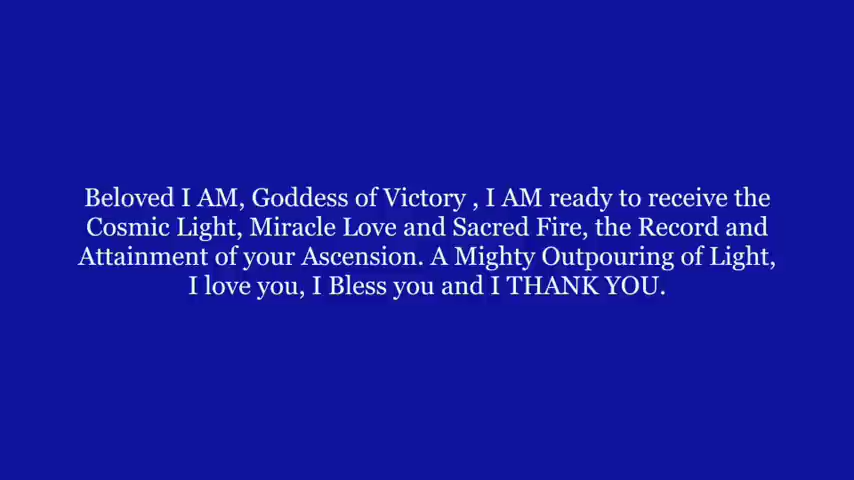 Beloved I AM, Goddess of Victory , I AM ready to receive the
Cosmic Light, Miracle Love and Sacred Fire, the Record and
Attainment of your Ascension. A Mighty Outpouring of Light,
I love you, I Bless you and I THANK YOU.